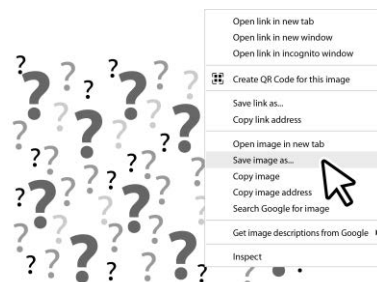 Open link in new tab
Open link in new window
Open link in incognito window
Create QR Code for this image
Save link as...
Copy link address
Open image in new tab
Save image as...
Copy image
Copy image address
Search Google for image
Get image descriptions from Google
Inspect